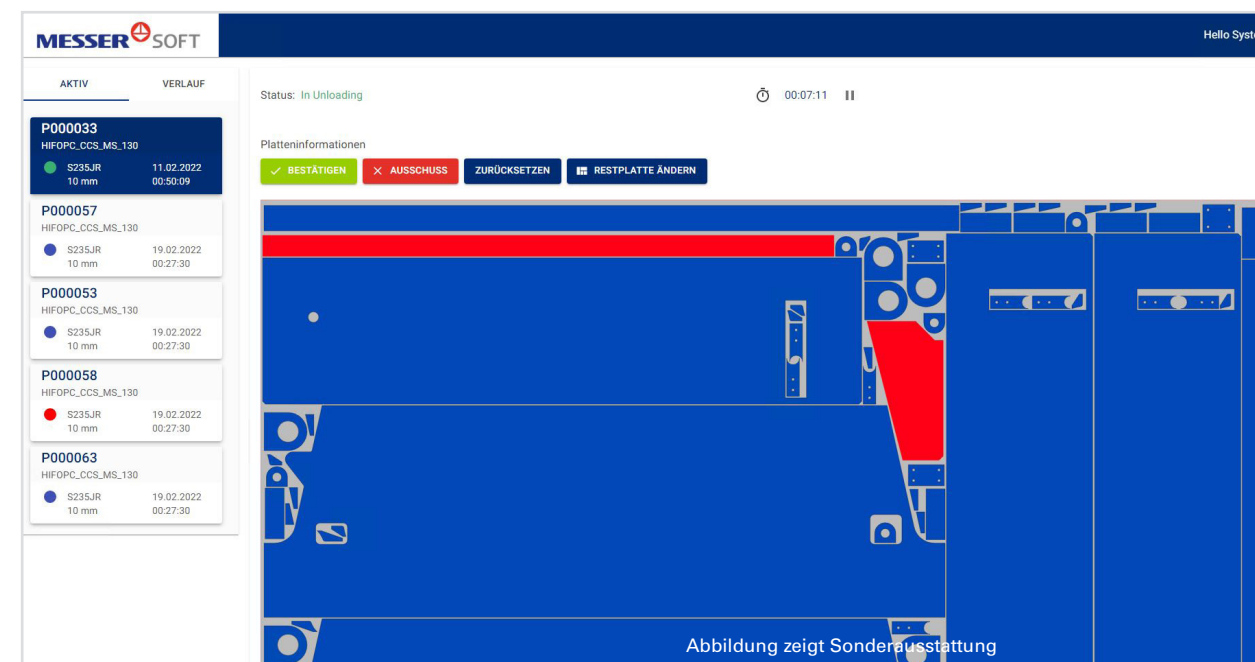 MESSER SOFT
Hello Syst
AKTIV VERLAUF
Status: In Unloading
00:07:11
P000033
HIFOPC_CCS_MS_130
S235JR 11.02.2022
10 mm 00:50:09
Platteninformationen
BESTÄTIGEN AUSSCHUSS ZURÜCKSETZEN RESTPLATTE ÄNDERN
P000057
HIFOPC_CCS_MS_130
S235JR 19.02.2022
10 mm 00:27:30
P000053
HIFOPC_CCS_MS_130
S235JR 19.02.2022
10 mm 00:27:30
P000058
HIFOPC_CCS_MS_130
S235JR 19.02.2022
10 mm 00:27:30
P000063
HIFOPC_CCS_MS_130
S235JR 19.02.2022
10 mm 00:27:30
Abbildung zeigt Sonderausstattung